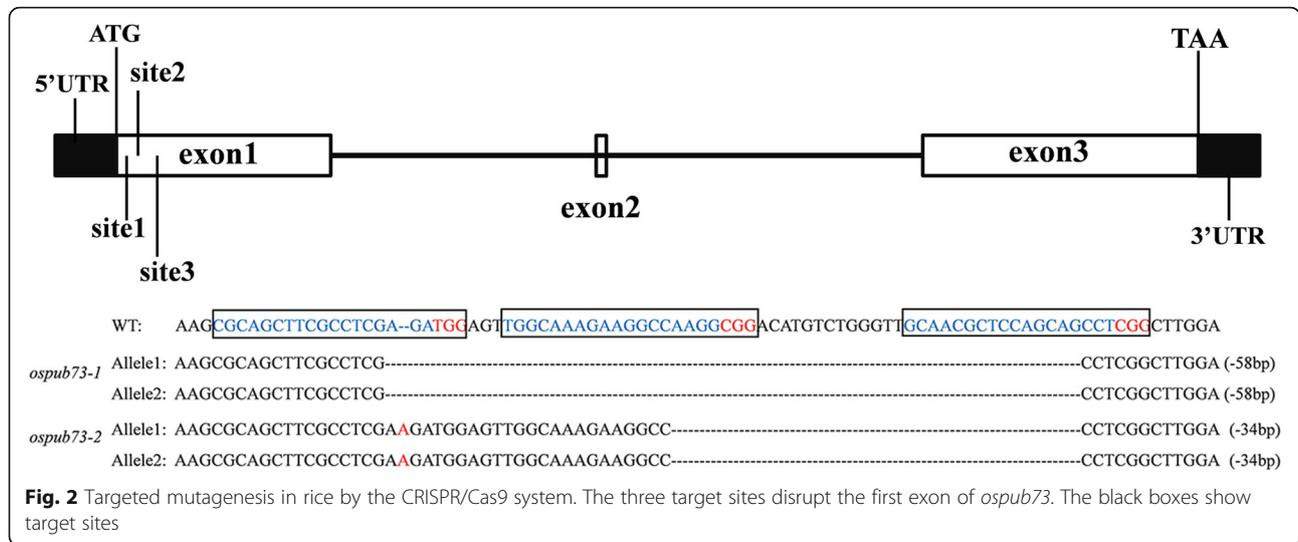 ATG
TAA
5'UTR
site2
exon1
exon3
exon2
site1
site3
3'UTR
WT: AAGCGCAGCTTCGCCTCGA--GATGGAGTTGGCAAAGAAGGCCAAGGCGGACATGTCTGGGTTGCAACGCTCCAGCAGCCTCGGCTTGGA
ospub73-1
Allele1: AAGCGCAGCTTCGCCTCG----------------------------------------------------------CCTCGGCTTGGA (-58bp)
Allele2: AAGCGCAGCTTCGCCTCG----------------------------------------------------------CCTCGGCTTGGA (-58bp)
ospub73-2
Allele1: AAGCGCAGCTTCGCCTCGAAGATGGAGTTGGCAAAGAAGGCC----------------------------------CCTCGGCTTGGA (-34bp)
Allele2: AAGCGCAGCTTCGCCTCGAAGATGGAGTTGGCAAAGAAGGCC----------------------------------CCTCGGCTTGGA (-34bp)
Fig. 2 Targeted mutagenesis in rice by the CRISPR/Cas9 system. The three target sites disrupt the first exon of ospub73. The black boxes show
target sites